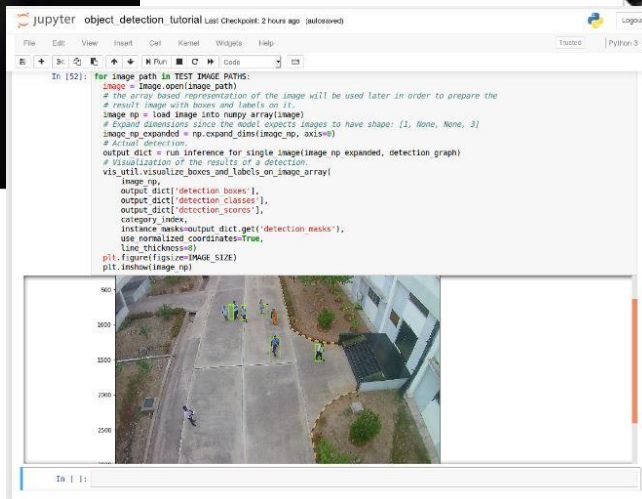 jupyter object_detection_tutorial Last Checkpoint: 2 hours ago (autosaved)
Logou
File Edit View Insert Cell Kernel Widgets Help
Trusted Python 3
Run Code
In [52]: for image_path in TEST_IMAGE_PATHS:
image = Image.open(image_path)
# the array based representation of the image will be used later in order to prepare the
# result image with boxes and labels on it.
image_np = load_image_into_numpy_array(image)
# Expand dimensions since the model expects images to have shape: [1, None, None, 3]
image_np_expanded = np.expand_dims(image_np, axis=0)
# Actual detection.
output_dict = run_inference_for_single_image(image_np_expanded, detection_graph)
# Visualization of the results of a detection.
vis_util.visualize_boxes_and_labels_on_image_array(
image_np,
output_dict['detection_boxes'],
output_dict['detection_classes'],
output_dict['detection_scores'],
category_index,
instance_masks=output_dict.get('detection_masks'),
use_normalized_coordinates=True,
line_thickness=8)
plt.figure(figsize=IMAGE_SIZE)
plt.imshow(image_np)
1500
2500
In [ ]: